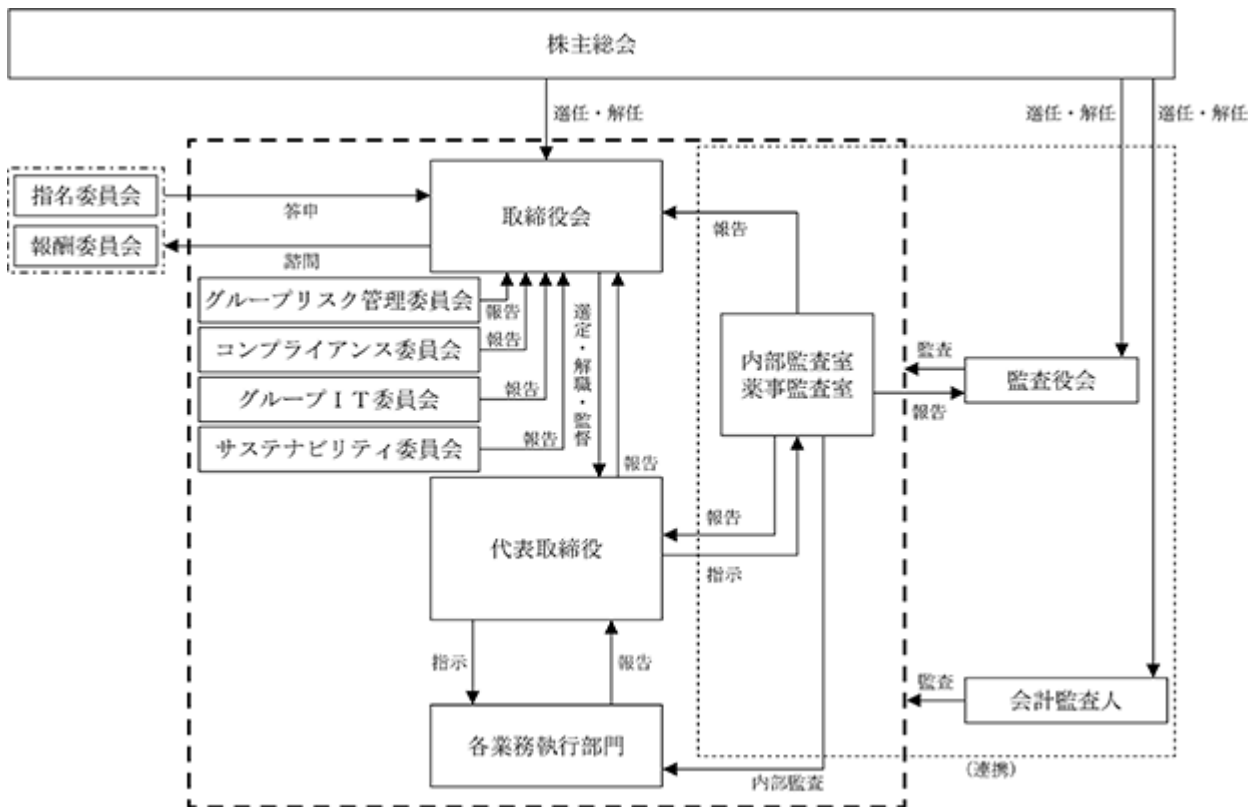 株主総会
選任・解任
選任・解任
選任・解任
指名委員会
答申
取締役会
報告
報酬委員会
諮問
グループリスク管理委員会
報告
コンプライアンス委員会
報告
グループIT委員会
報告
サステナビリティ委員会
報告
選定・解職・監督
報告
内部監査室
薬事監査室
監査
報告
監査役会
代表取締役
報告
指示
指示
報告
監査
会計監査人
各業務執行部門
内部監査
(連携)